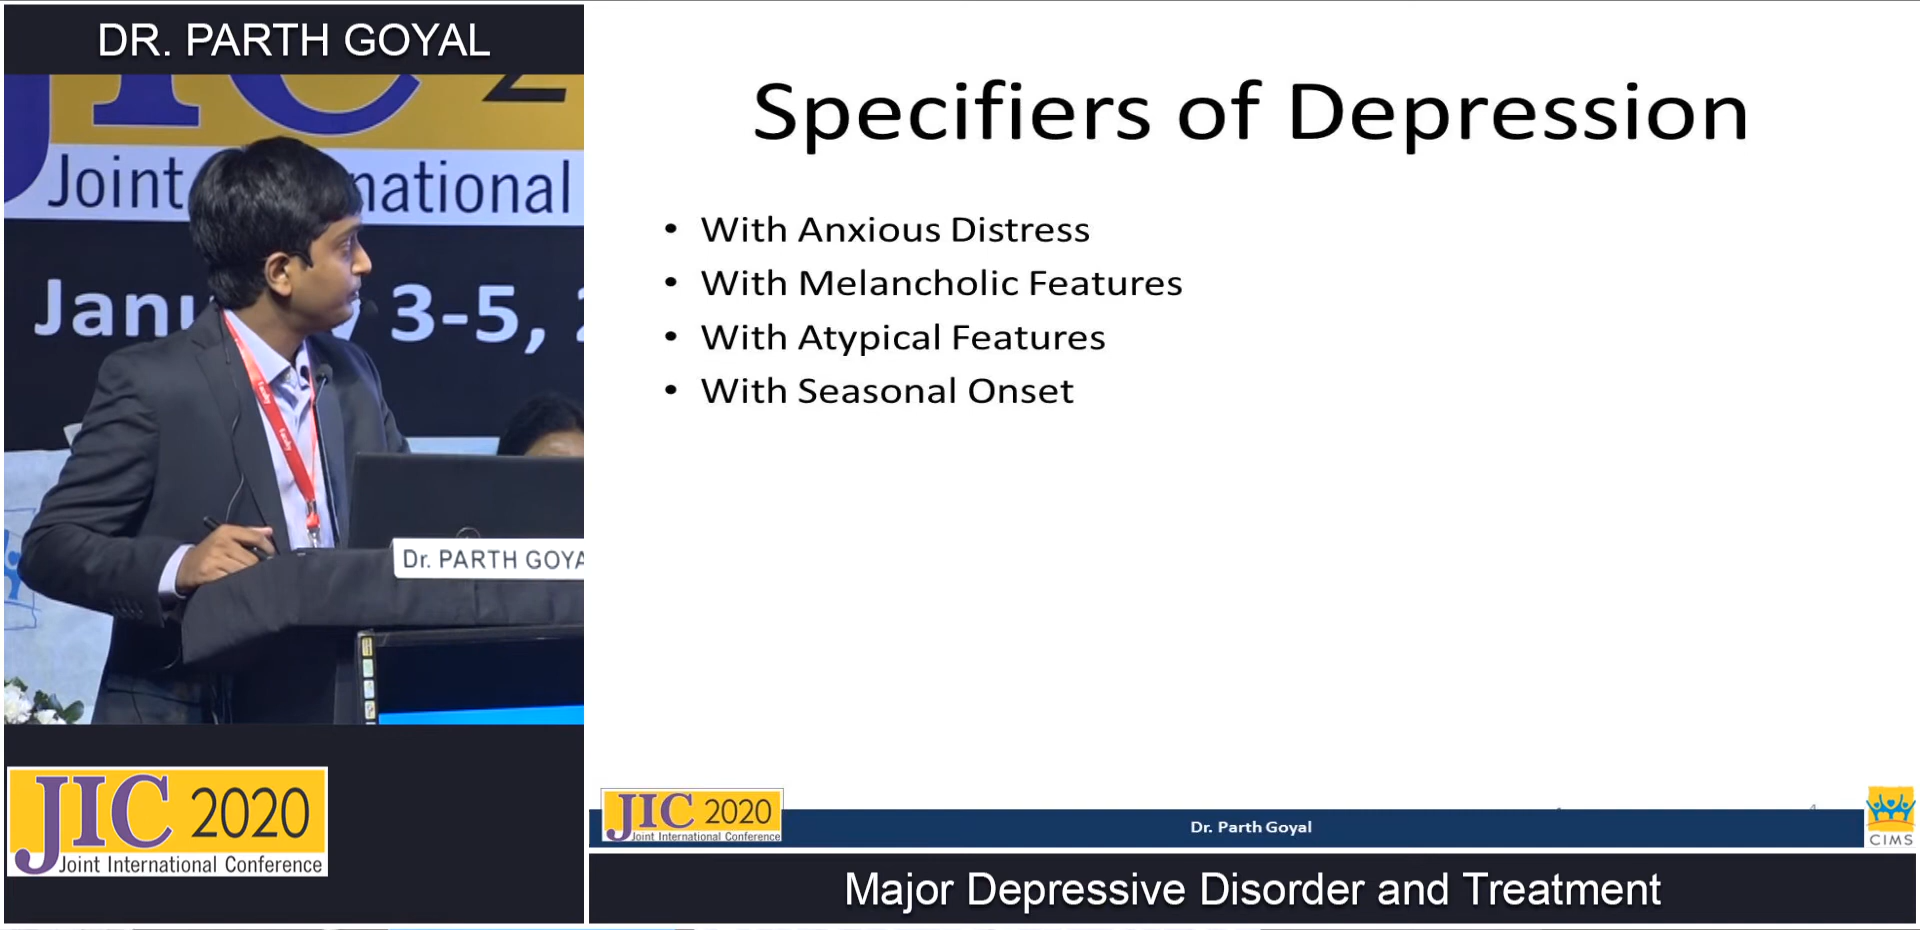 DR. PARTH GOYAL
Joint
national
3-5,
Faculty
Faculty
Dr. PARTH GOYA
JIC 2020
Joint International Conference
Specifiers of Depression
• With Anxious Distress
• With Melancholic Features
• With Atypical Features
• With Seasonal Onset
JIC 2020
Joint International Conference
Dr. Parth Goyal
CIMS
Major Depressive Disorder and Treatment